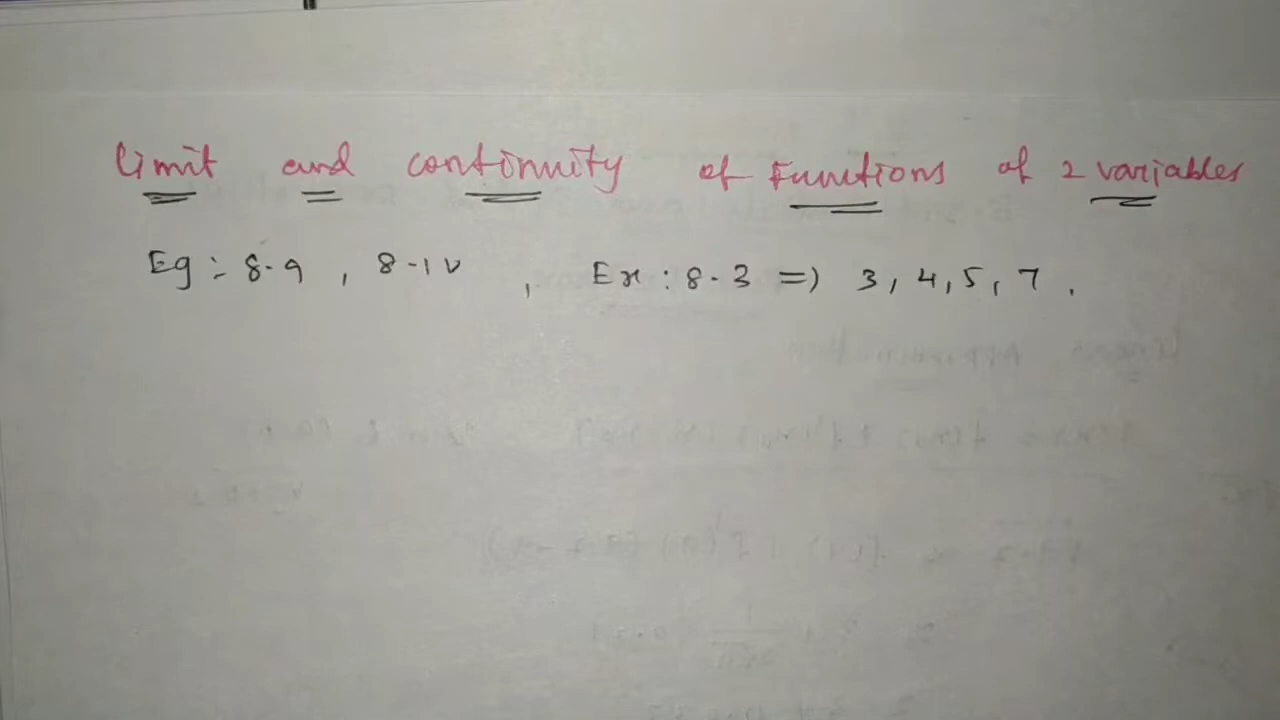 Limit and continuity of Functions of 2 variables
Eg :- 8.9 , 8.10 , Ex : 8.3 => 3, 4, 5, 7 .